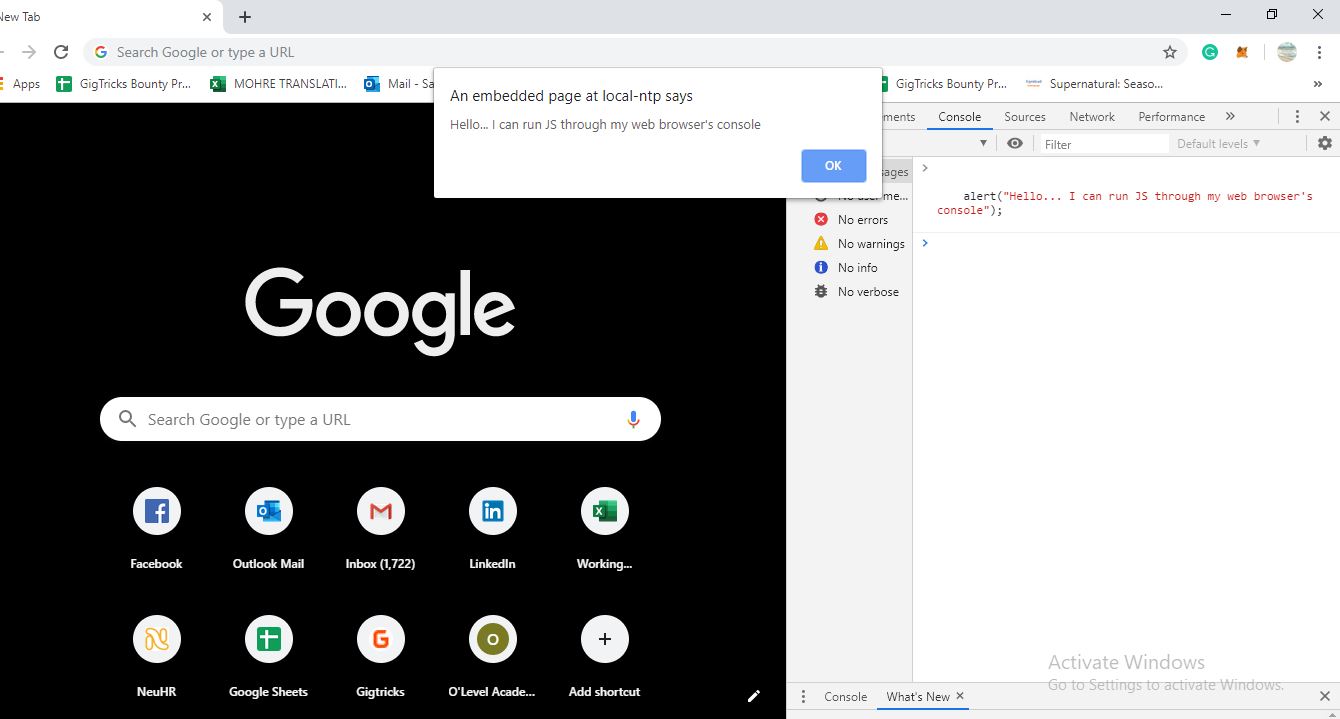 New Tab
Search Google or type a URL
Apps
GigTricks Bounty Pr...
MOHRE TRANSLATI...
Mail - Sa
GigTricks Bounty Pr...
Supernatural: Seaso...
An embedded page at local-ntp says
Hello... I can run JS through my web browser's console
OK
ments
Console
Sources
Network
Performance
»
Filter
Default levels ▼
sages
No user me...
No errors
No warnings
No info
No verbose
>
alert("Hello... I can run JS through my web browser's
console");
>
Google
Search Google or type a URL
Facebook
Outlook Mail
Inbox (1,722)
LinkedIn
Working...
NeuHR
Google Sheets
Gigtricks
O
O'Level Acade...
Add shortcut
Activate Windows
Go to Settings to activate Windows.
Console
What's New